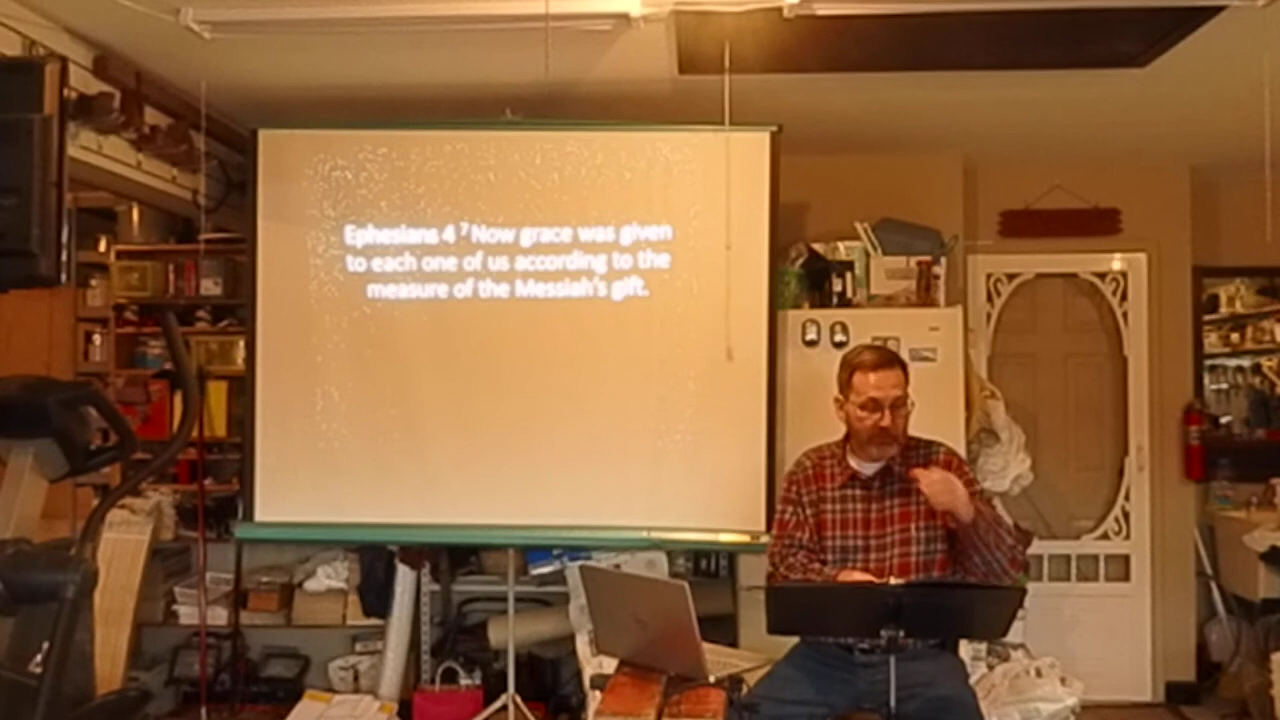 Ephesians 4 ⁷ Now grace was given
to each one of us according to the
measure of the Messiah's gift.